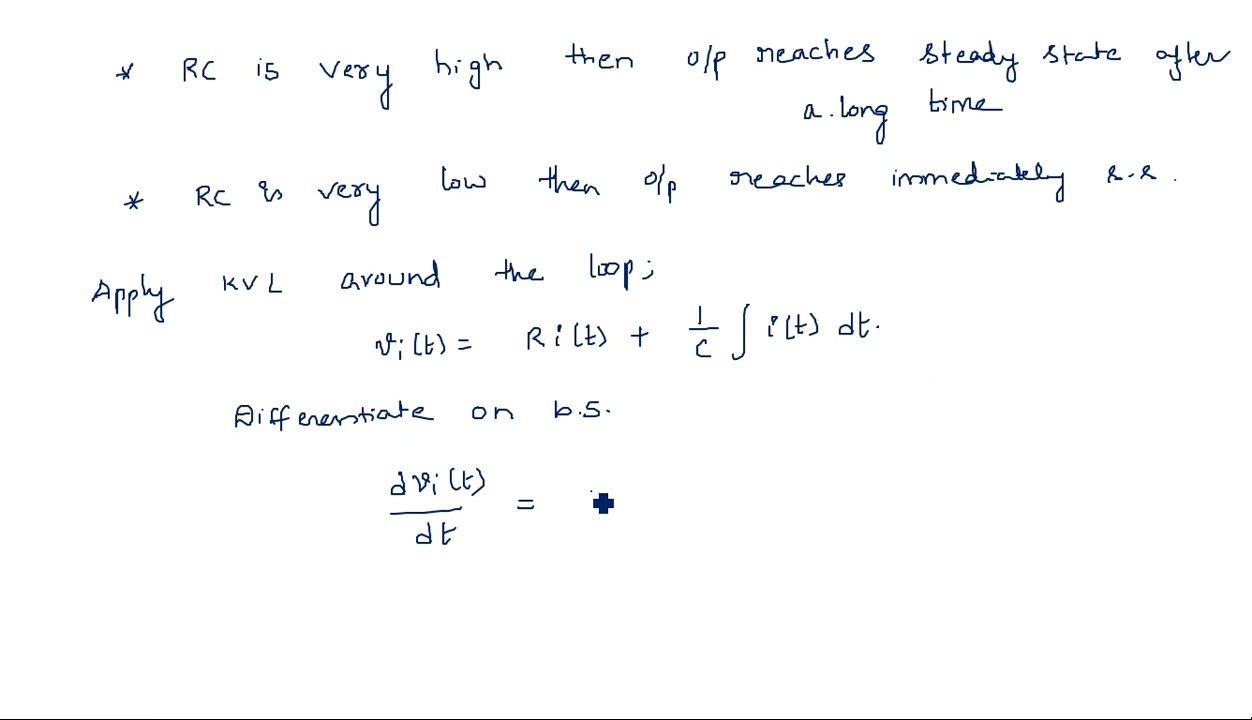 * RC is very high then o/p reaches steady state after
a. long time
* RC is very low then o/p reaches immediately s.s.
Apply KVL around the loop;
vi(t) = R i(t) + 1/C ∫ i(t) dt.
Differentiate on b.s.
dvi(t)/dt =